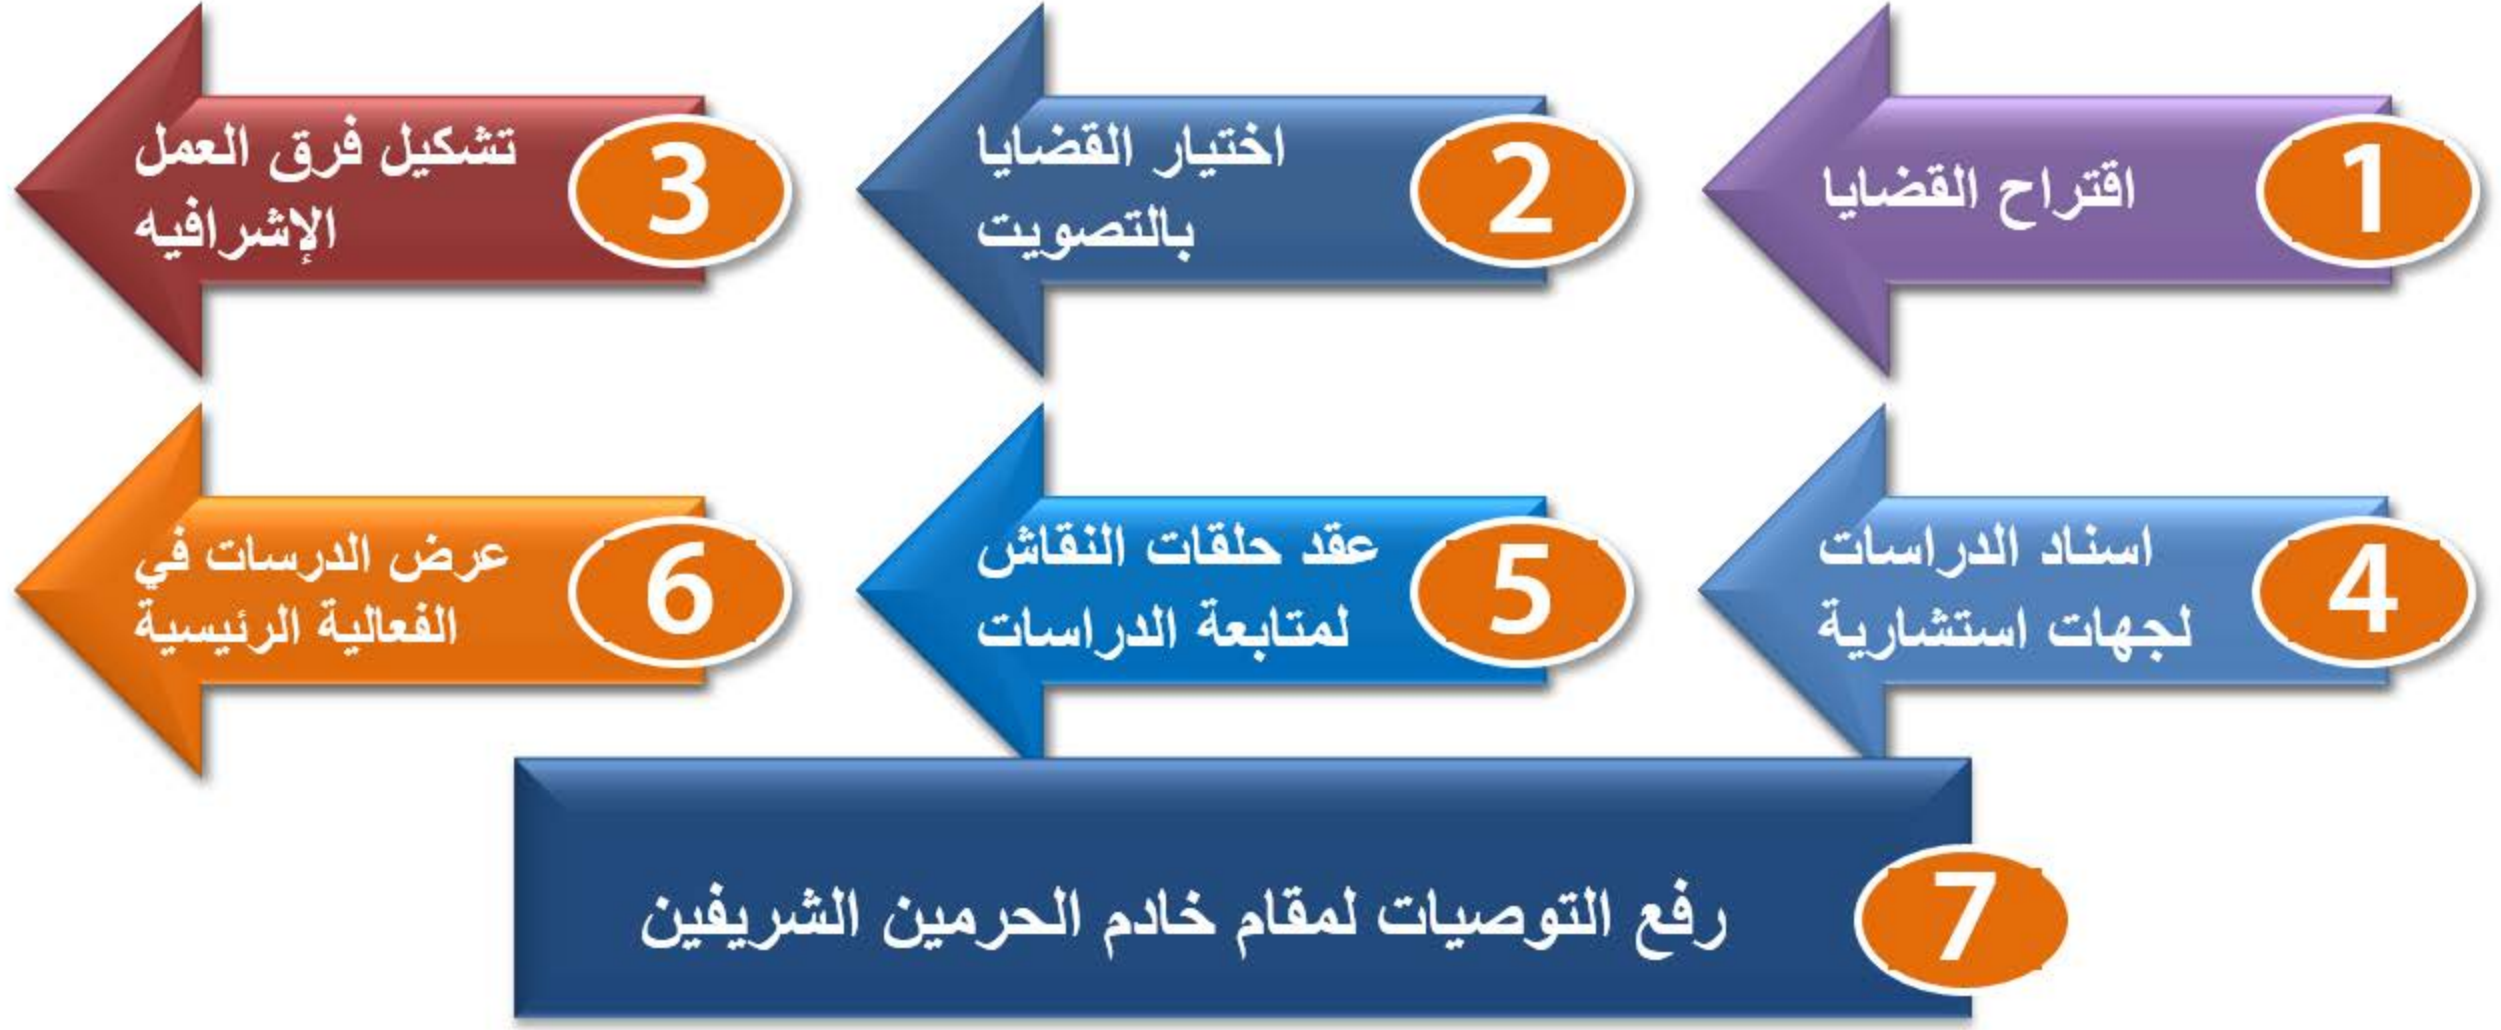 1
اقتراح القضايا
2
اختيار القضايا
بالتصويت
3
تشكيل فرق العمل
الإشرافيه
4
اسناد الدراسات
لجهات استشارية
5
عقد حلقات النقاش
لمتابعة الدراسات
6
عرض الدرسات في
الفعالية الرئيسية
7
رفع التوصيات لمقام خادم الحرمين الشريفين